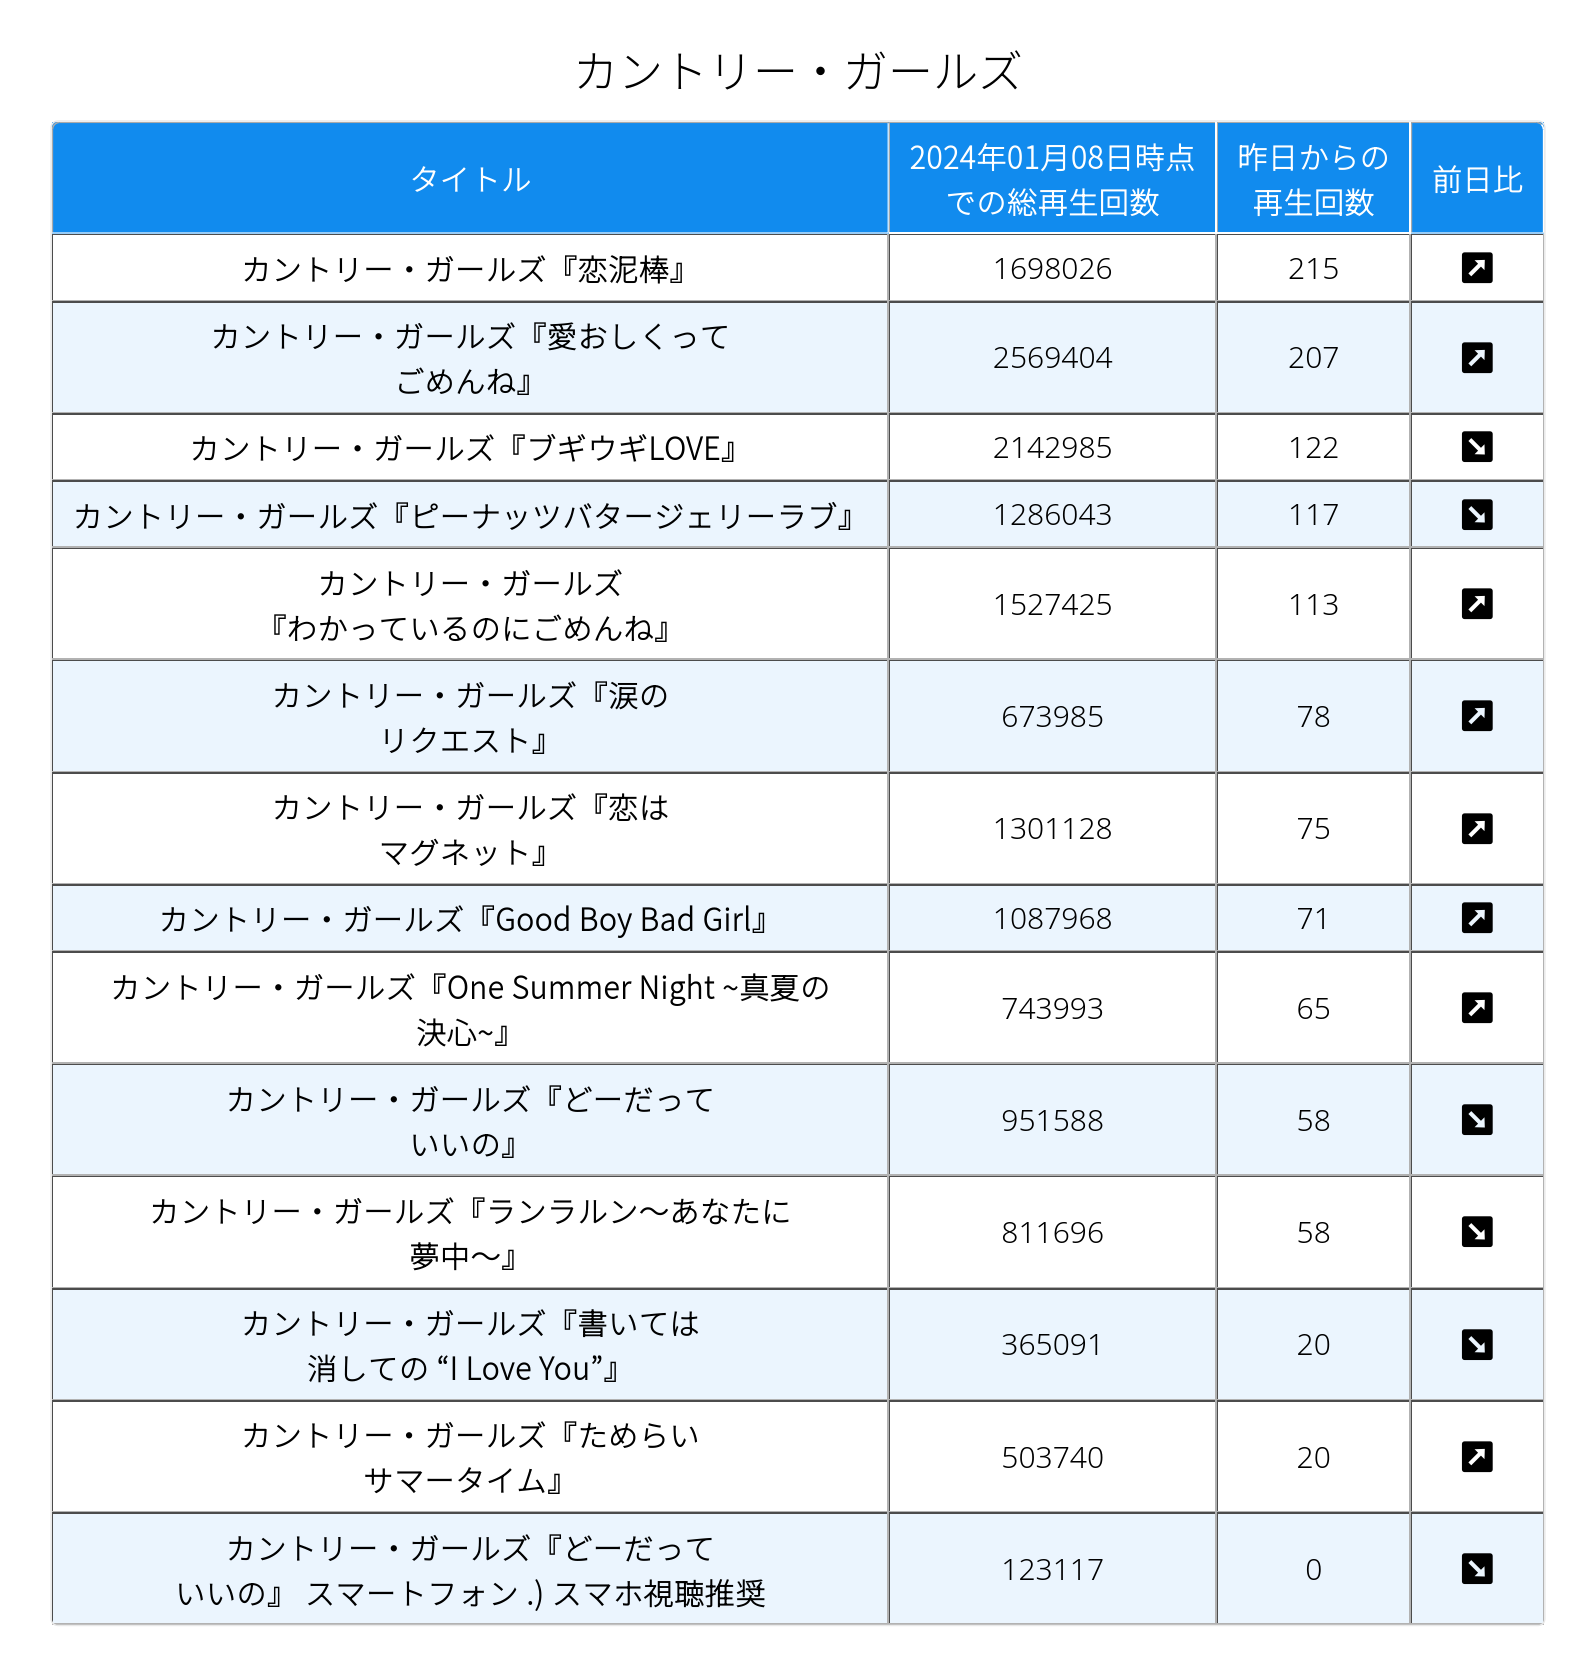 カントリー・ガールズ
タイトル
2024年01月08日時点
での総再生回数
昨日からの
再生回数
前日比
カントリー・ガールズ『恋泥棒』
1698026
215
カントリー・ガールズ『愛おしくって
ごめんね』
2569404
207
カントリー・ガールズ『ブギウギLOVE』
2142985
122
カントリー・ガールズ『ピーナッツバタージェリーラブ』
1286043
117
カントリー・ガールズ
『わかっているのにごめんね』
1527425
113
カントリー・ガールズ『涙の
リクエスト』
673985
78
カントリー・ガールズ『恋は
マグネット』
1301128
75
カントリー・ガールズ『Good Boy Bad Girl』
1087968
71
カントリー・ガールズ『One Summer Night ~真夏の
決心~』
743993
65
カントリー・ガールズ『どーだって
いいの』
951588
58
カントリー・ガールズ『ランラルン～あなたに
夢中～』
811696
58
カントリー・ガールズ『書いては
消しての “I Love You”』
365091
20
カントリー・ガールズ『ためらい
サマータイム』
503740
20
カントリー・ガールズ『どーだって
いいの』 スマートフォン .) スマホ視聴推奨
123117
0